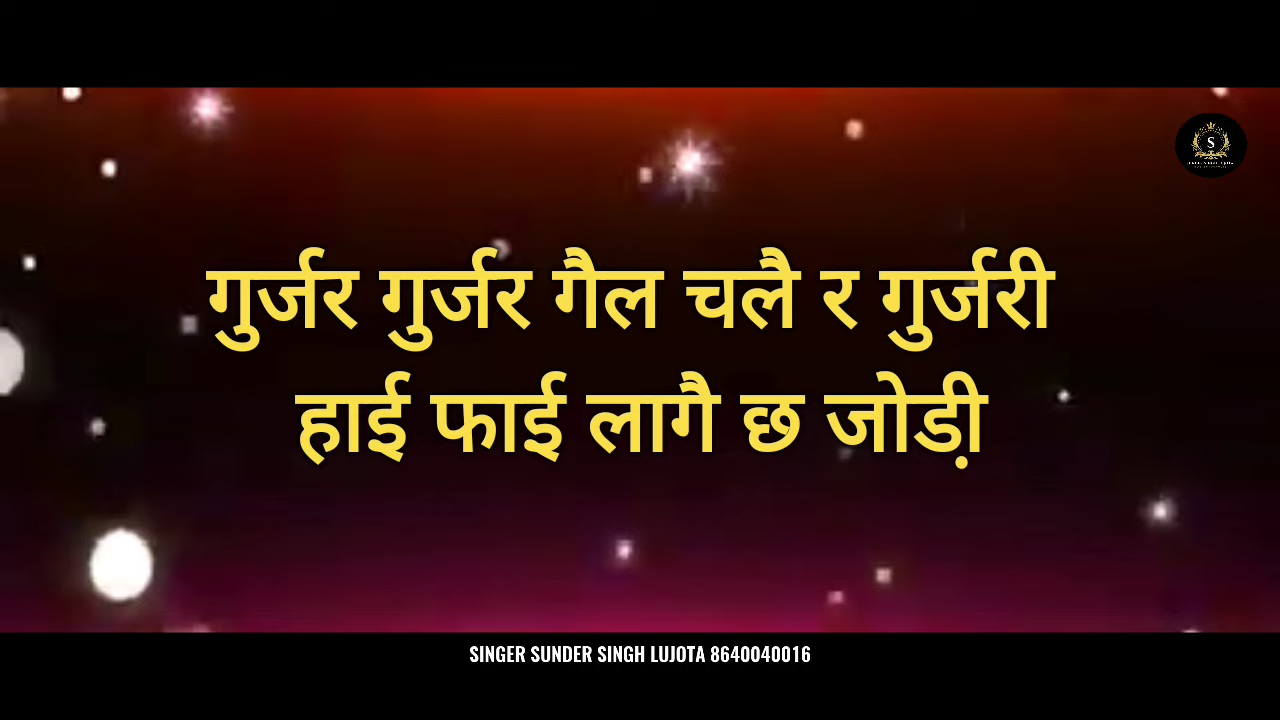 गुर्जर गुर्जर गैल चलै र गुर्जरी
हाई फाई लागै छ जोडी़
SINGER SUNDER SINGH LUJOTA 8640040016